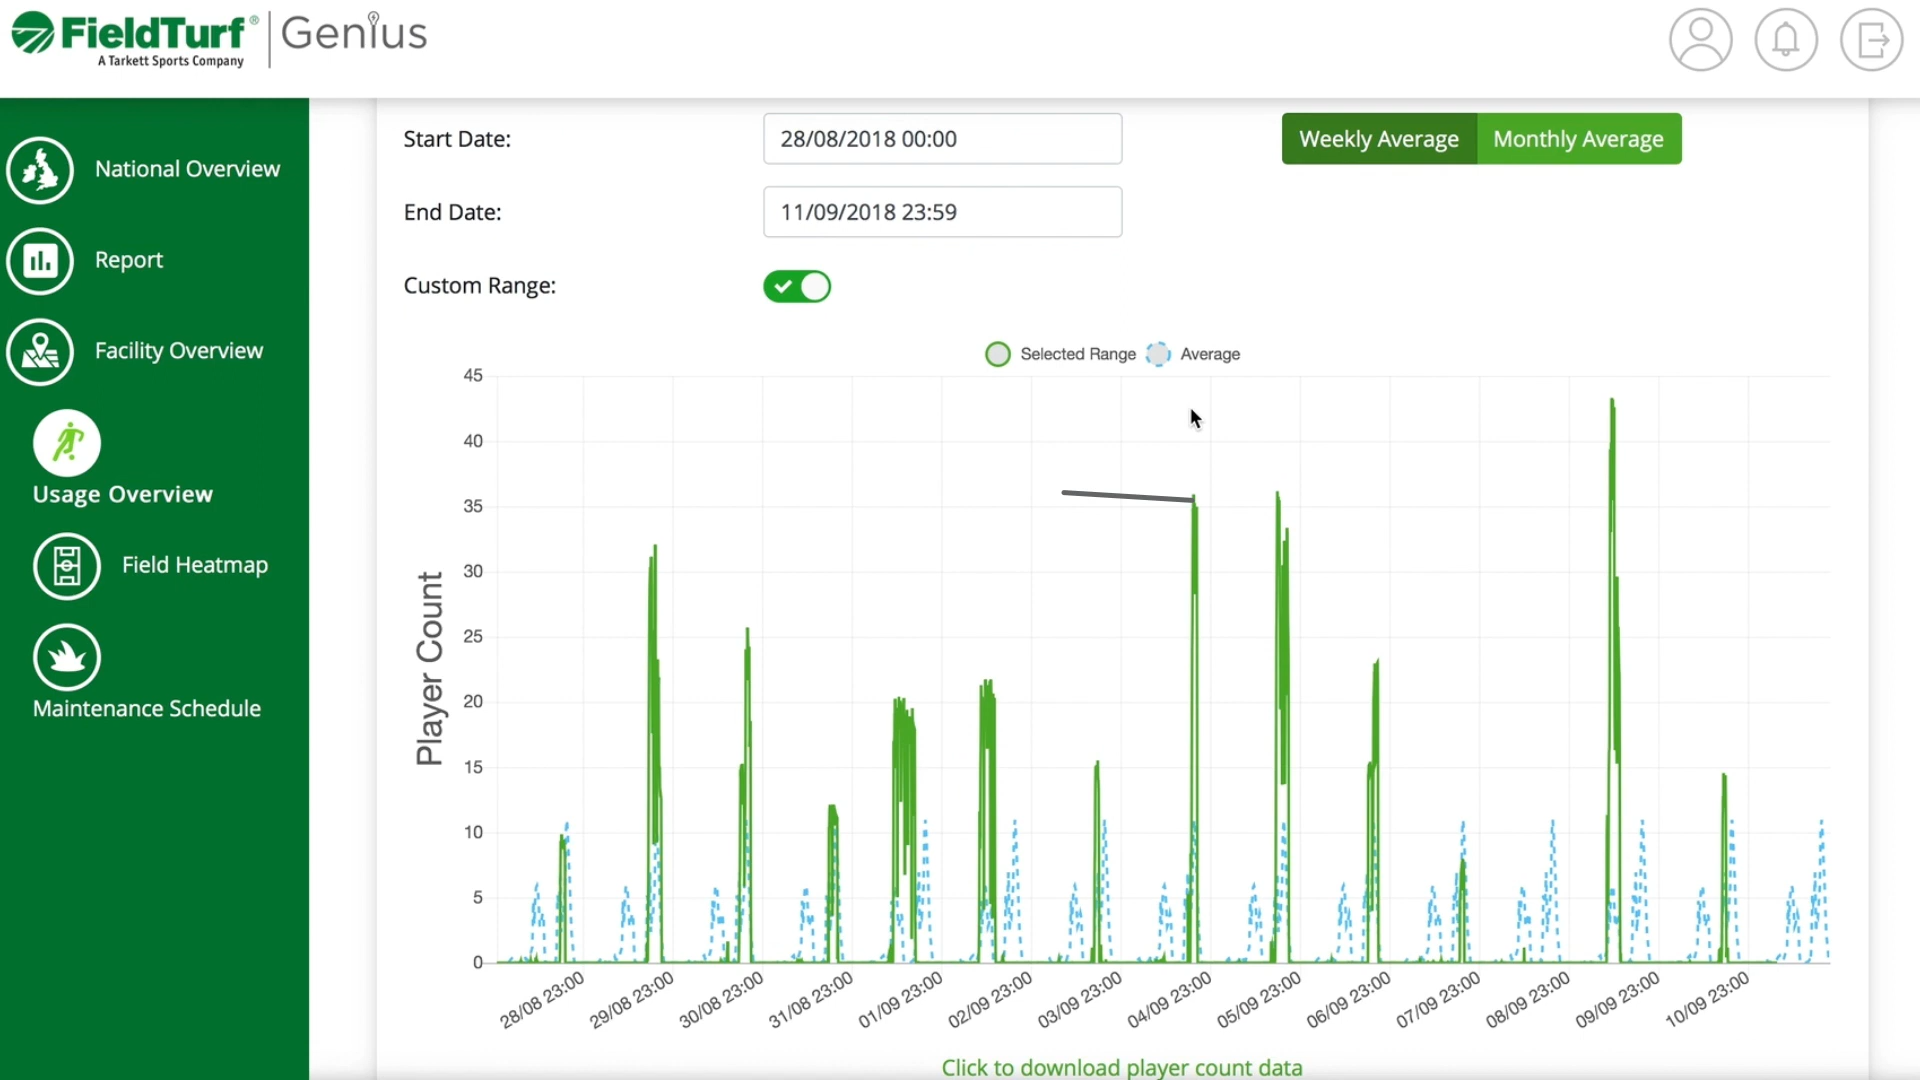 FieldTurf® Genius
A Tarkett Sports Company
National Overview
Report
Facility Overview
Usage Overview
Field Heatmap
Maintenance Schedule
Start Date:
28/08/2018 00:00
Weekly Average
Monthly Average
End Date:
11/09/2018 23:59
Custom Range:
Selected Range
Average
Player Count
45
40
35
30
25
20
15
10
5
0
28/08 23:00
29/08 23:00
30/08 23:00
31/08 23:00
01/09 23:00
02/09 23:00
03/09 23:00
04/09 23:00
05/09 23:00
06/09 23:00
07/09 23:00
08/09 23:00
09/09 23:00
10/09 23:00
Click to download player count data